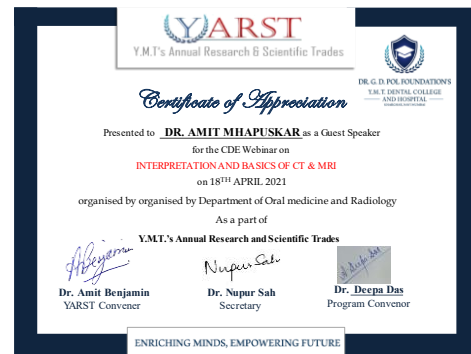 YARST
Y.M.T's Annual Research & Scientific Trades
DR. G. D. POL FOUNDATION'S
Y.M.T. DENTAL COLLEGE
AND HOSPITAL
Certificate of Appreciation
Presented to DR. AMIT MHAPUSKAR as a Guest Speaker
for the CDE Webinar on
INTERPRETATION AND BASICS OF CT & MRI
on 18TH APRIL 2021
organised by organised by Department of Oral medicine and Radiology
As a part of
Y.M.T.'s Annual Research and Scientific Trades
ABenjamin
Nupur Sah
A Deepa Das
Dr. Amit Benjamin
Dr. Nupur Sah
Dr. Deepa Das
YARST Convener
Secretary
Program Convenor
ENRICHING MINDS, EMPOWERING FUTURE